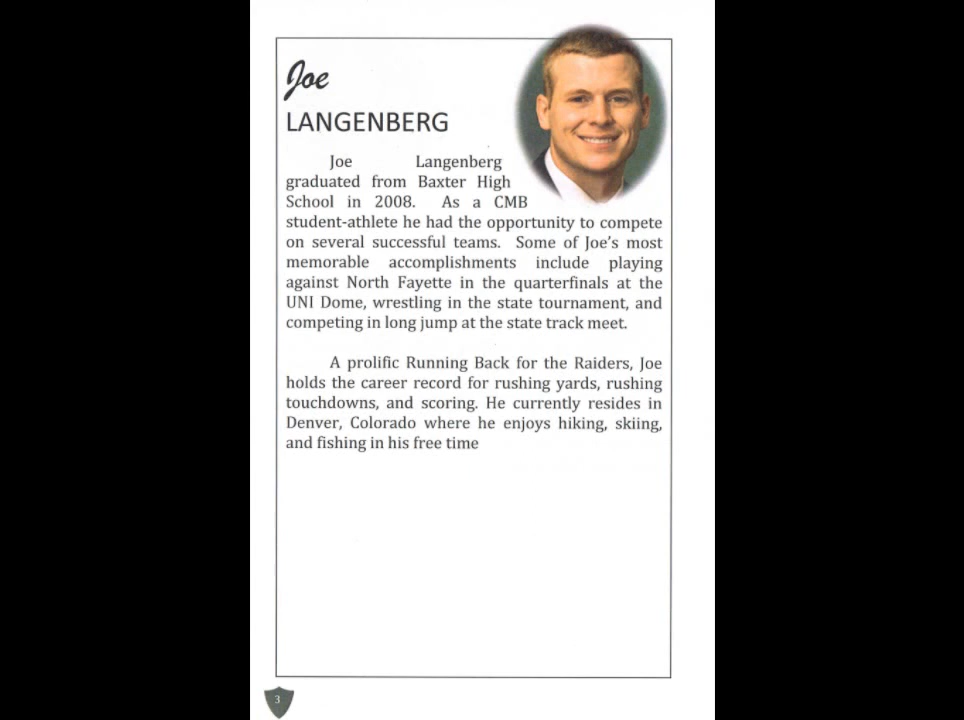 Joe
LANGENBERG
Joe Langenberg
graduated from Baxter High
School in 2008. As a CMB
student-athlete he had the opportunity to compete
on several successful teams. Some of Joe's most
memorable accomplishments include playing
against North Fayette in the quarterfinals at the
UNI Dome, wrestling in the state tournament, and
competing in long jump at the state track meet.
A prolific Running Back for the Raiders, Joe
holds the career record for rushing yards, rushing
touchdowns, and scoring. He currently resides in
Denver, Colorado where he enjoys hiking, skiing,
and fishing in his free time
3